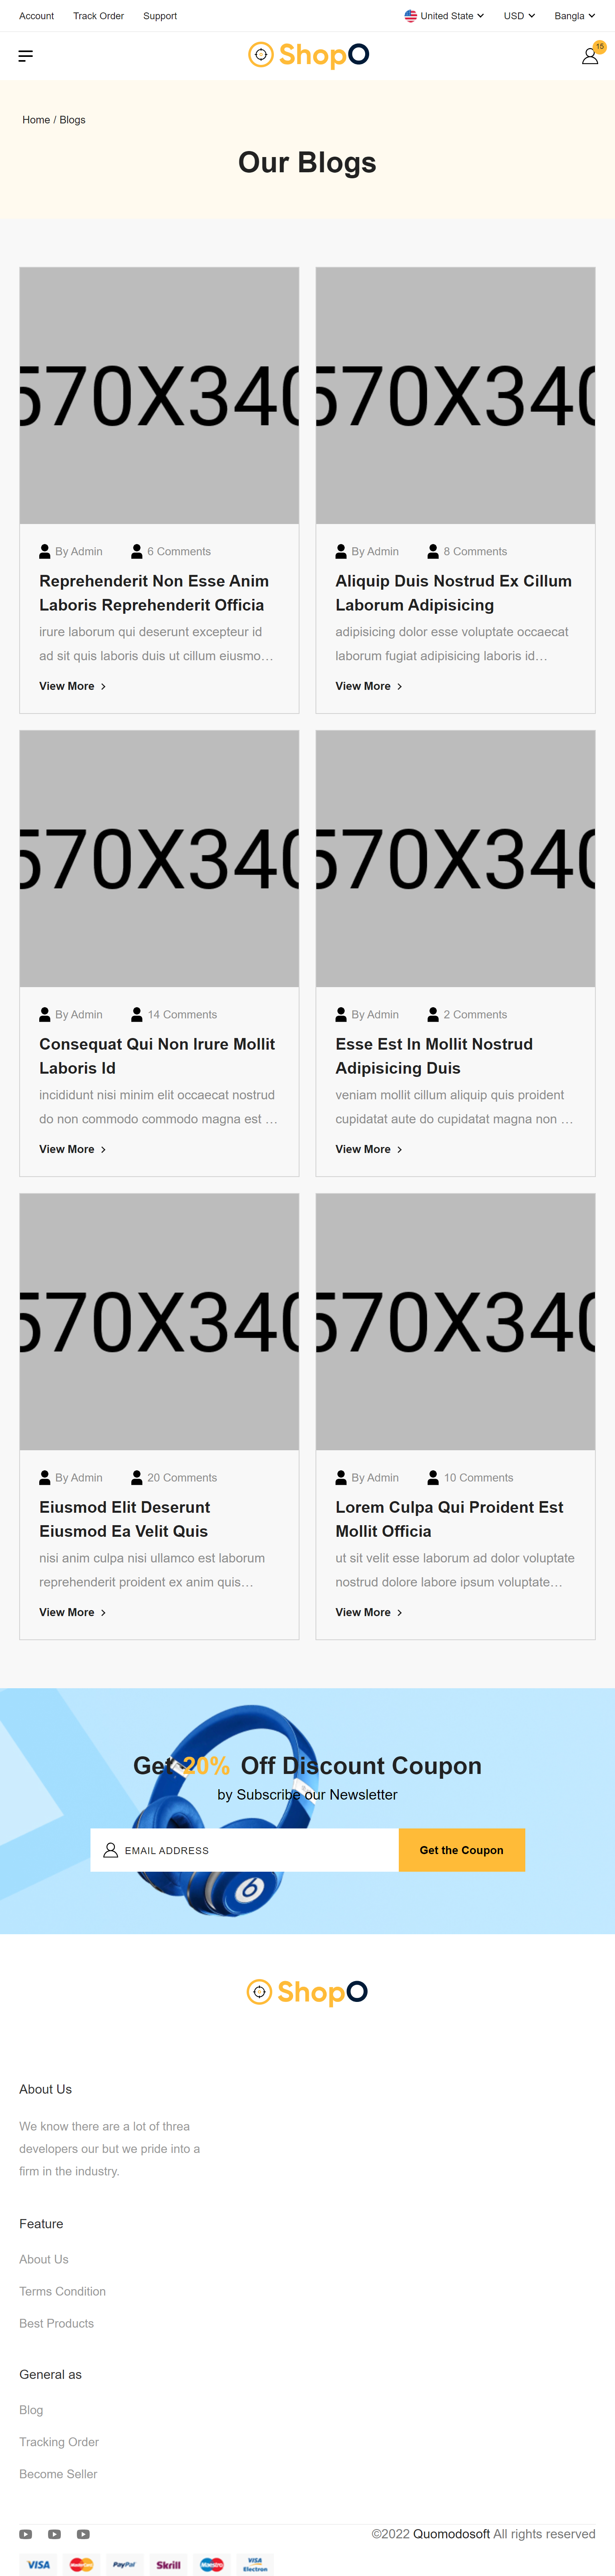 Account Track Order Support United State USD Bangla
ShopO 15
Home / Blogs
Our Blogs
570X340 570X340
By Admin 6 Comments
Reprehenderit Non Esse Anim
Laboris Reprehenderit Officia
irure laborum qui deserunt excepteur id
ad sit quis laboris duis ut cillum eiusmo...
View More
By Admin 8 Comments
Aliquip Duis Nostrud Ex Cillum
Laborum Adipisicing
adipisicing dolor esse voluptate occaecat
laborum fugiat adipisicing laboris id...
View More
570X340 570X340
By Admin 14 Comments
Consequat Qui Non Irure Mollit
Laboris Id
incididunt nisi minim elit occaecat nostrud
do non commodo commodo magna est ...
View More
By Admin 2 Comments
Esse Est In Mollit Nostrud
Adipisicing Duis
veniam mollit cillum aliquip quis proident
cupidatat aute do cupidatat magna non ...
View More
570X340 570X340
By Admin 20 Comments
Eiusmod Elit Deserunt
Eiusmod Ea Velit Quis
nisi anim culpa nisi ullamco est laborum
reprehenderit proident ex anim quis...
View More
By Admin 10 Comments
Lorem Culpa Qui Proident Est
Mollit Officia
ut sit velit esse laborum ad dolor voluptate
nostrud dolore labore ipsum voluptate...
View More
Get 20% Off Discount Coupon
by Subscribe our Newsletter
EMAIL ADDRESS Get the Coupon
ShopO
About Us
We know there are a lot of threa
developers our but we pride into a
firm in the industry.
Feature
About Us
Terms Condition
Best Products
General as
Blog
Tracking Order
Become Seller
©2022 Quomodosoft All rights reserved
VISA MasterCard PayPal Skrill Maestro VISA Electron